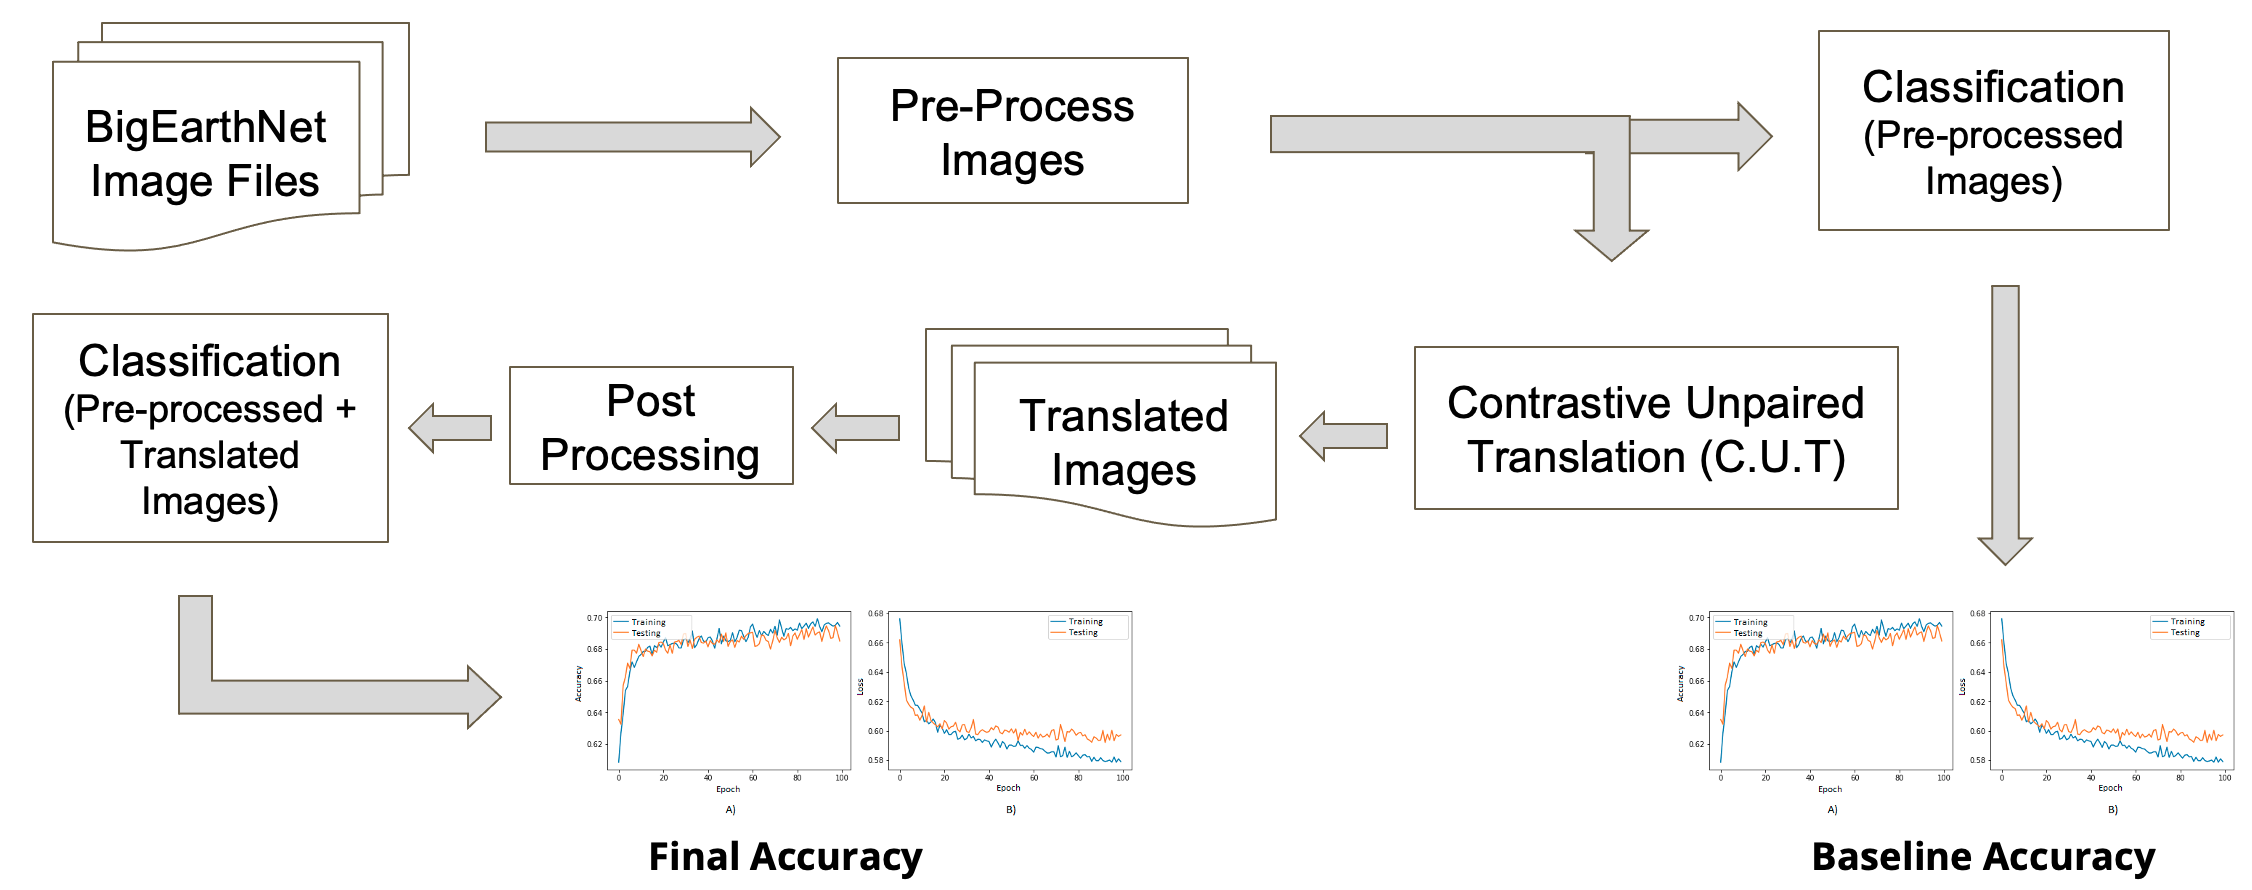 BigEarthNet
Image Files
Pre-Process
Images
Classification
(Pre-processed
Images)
Classification
(Pre-processed +
Translated
Images)
Post
Processing
Translated
Images
Contrastive Unpaired
Translation (C.U.T)
0.70
0.68
0.66
0.64
0.62
Accuracy
Training
Testing
0 20 40 60 80 100
Epoch
A)
0.68
0.66
0.64
0.62
0.60
0.58
Loss
Training
Testing
0 20 40 60 80 100
Epoch
B)
Final Accuracy
0.70
0.68
0.66
0.64
0.62
Accuracy
Training
Testing
0 20 40 60 80 100
Epoch
A)
0.68
0.66
0.64
0.62
0.60
0.58
Loss
Training
Testing
0 20 40 60 80 100
Epoch
B)
Baseline Accuracy